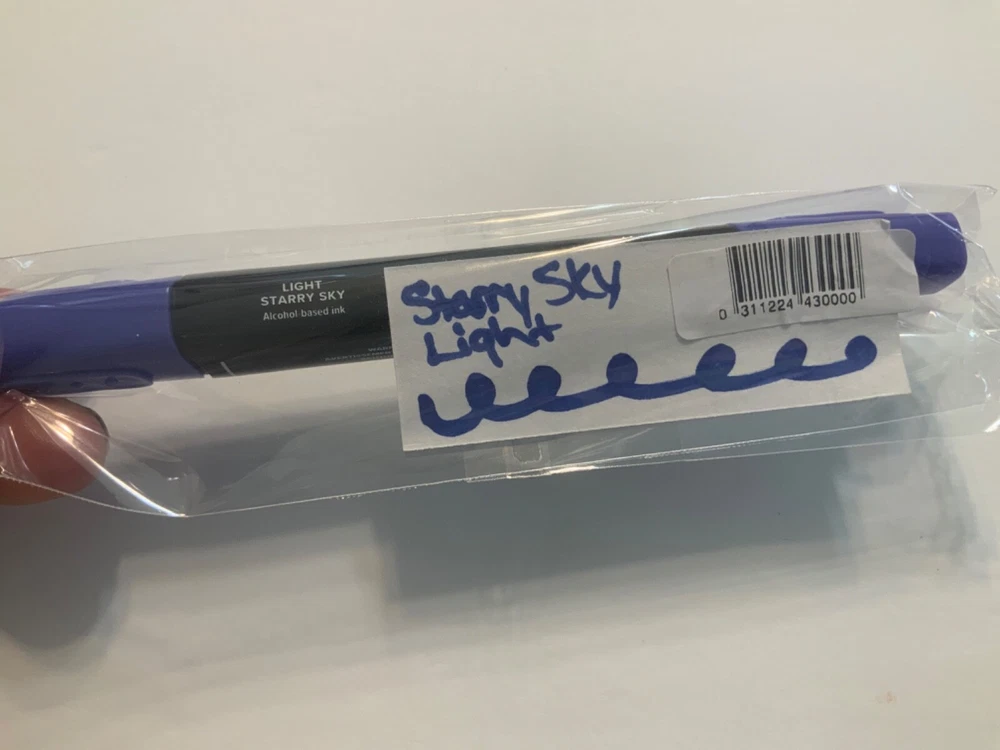 LIGHT
STARRY SKY
Alcohol based ink
Starry Sky
Light
0 311224 430000